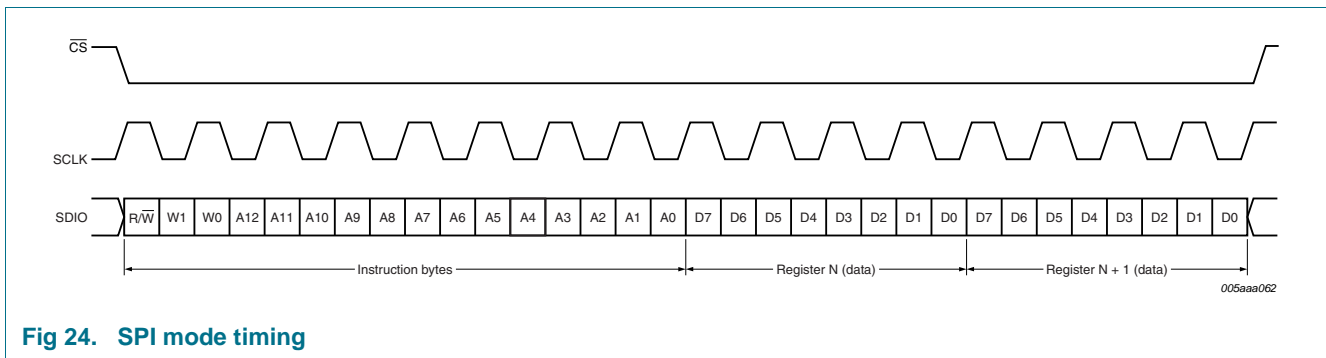 CS
SCLK
SDIO R/W W1 W0 A12 A11 A10 A9 A8 A7 A6 A5 A4 A3 A2 A1 A0 D7 D6 D5 D4 D3 D2 D1 D0 D7 D6 D5 D4 D3 D2 D1 D0
Instruction bytes Register N (data) Register N + 1 (data)
005aaa062
Fig 24. SPI mode timing